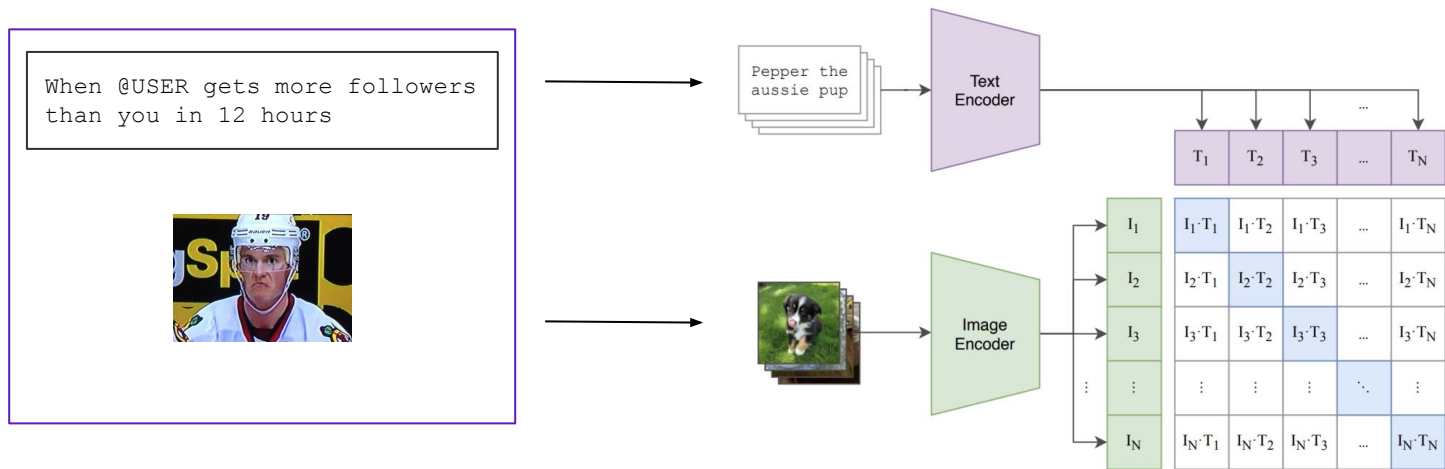 When @USER gets more followers
than you in 12 hours
19
BAUER
gSp
®
Pepper the
aussie pup
Text
Encoder
...
T1 T2 T3 ... TN
I1 I1·T1 I1·T2 I1·T3 ... I1·TN
I2 I2·T1 I2·T2 I2·T3 ... I2·TN
Image
Encoder
I3 I3·T1 I3·T2 I3·T3 ... I3·TN
⋮ ⋮ ⋮ ⋮ ⋮ ⋱ ⋮
IN IN·T1 IN·T2 IN·T3 ... IN·TN